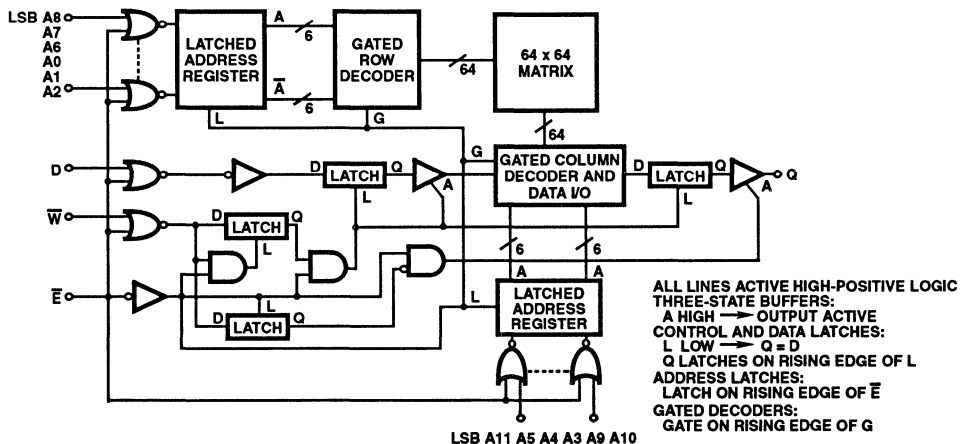 LSB A8
A7
A6
A0
A1
A2
LATCHED
ADDRESS
REGISTER
A
6
A̅
6
L
GATED
ROW
DECODER
G
64
64 x 64
MATRIX
64
D
D
LATCH
Q
L
A
G
GATED COLUMN
DECODER AND
DATA I/O
D
LATCH
Q
L
A
Q
W̅
D
LATCH
Q
L
6
A
6
A
E̅
L
D
LATCH
Q
L
LATCHED
ADDRESS
REGISTER
LSB A11 A5 A4 A3 A9 A10
ALL LINES ACTIVE HIGH-POSITIVE LOGIC
THREE-STATE BUFFERS:
A HIGH → OUTPUT ACTIVE
CONTROL AND DATA LATCHES:
L LOW → Q = D
Q LATCHES ON RISING EDGE OF L
ADDRESS LATCHES:
LATCH ON RISING EDGE OF E̅
GATED DECODERS:
GATE ON RISING EDGE OF G